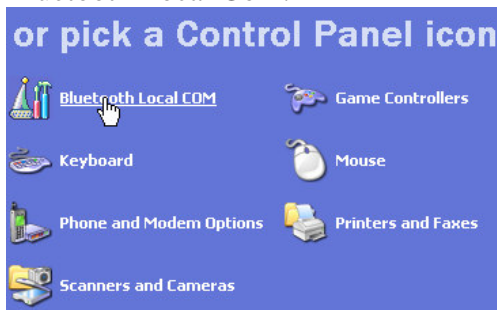 or pick a Control Panel icon
Bluetooth Local COM
Game Controllers
Keyboard
Mouse
Phone and Modem Options
Printers and Faxes
Scanners and Cameras